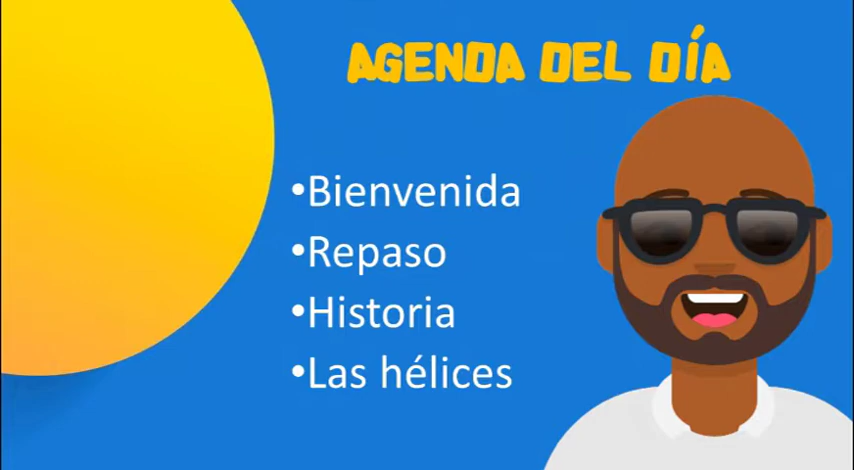 AGENDA DEL DÍA
•Bienvenida
•Repaso
•Historia
•Las hélices